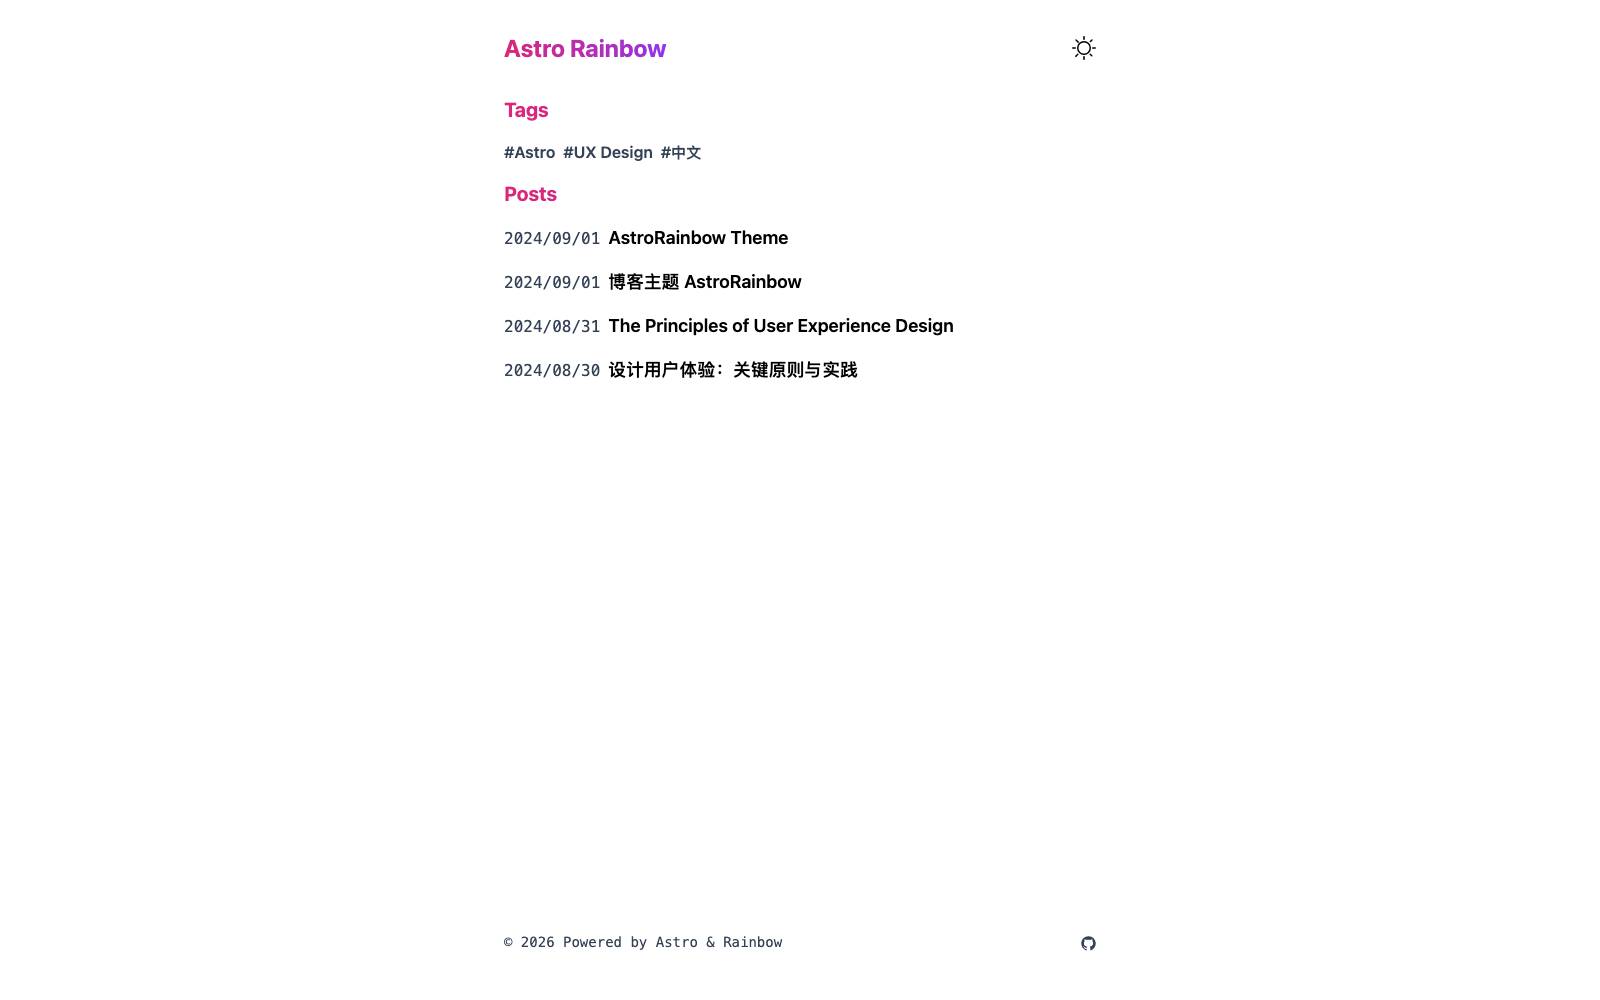 Astro Rainbow
Tags
#Astro #UX Design #中文
Posts
2024/09/01 AstroRainbow Theme
2024/09/01 博客主题 AstroRainbow
2024/08/31 The Principles of User Experience Design
2024/08/30 设计用户体验：关键原则与实践
© 2026 Powered by Astro & Rainbow